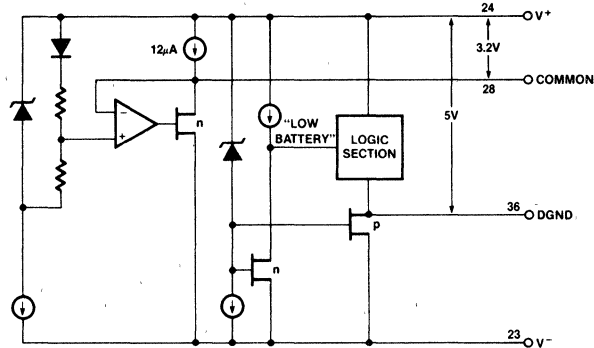 24
V+
12µA
3.2V
COMMON
28
−
+
n
"LOW
BATTERY"
LOGIC
SECTION
5V
36
DGND
p
n
23
V−